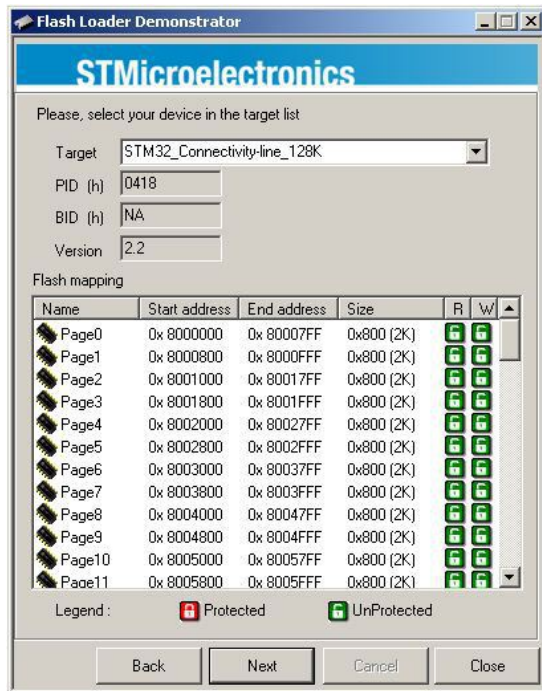 Flash Loader Demonstrator
STMicroelectronics
Please, select your device in the target list
Target STM32_Connectivity-line_128K
PID (h) 0418
BID (h) NA
Version 2.2
Flash mapping
Name Start address End address Size R W
Page0 0x 8000000 0x 80007FF 0x800 (2K)
Page1 0x 8000800 0x 8000FFF 0x800 (2K)
Page2 0x 8001000 0x 80017FF 0x800 (2K)
Page3 0x 8001800 0x 8001FFF 0x800 (2K)
Page4 0x 8002000 0x 80027FF 0x800 (2K)
Page5 0x 8002800 0x 8002FFF 0x800 (2K)
Page6 0x 8003000 0x 80037FF 0x800 (2K)
Page7 0x 8003800 0x 8003FFF 0x800 (2K)
Page8 0x 8004000 0x 80047FF 0x800 (2K)
Page9 0x 8004800 0x 8004FFF 0x800 (2K)
Page10 0x 8005000 0x 80057FF 0x800 (2K)
Page11 0x 8005800 0x 8005FFF 0x800 (2K)
Legend : Protected UnProtected
Back Next Cancel Close